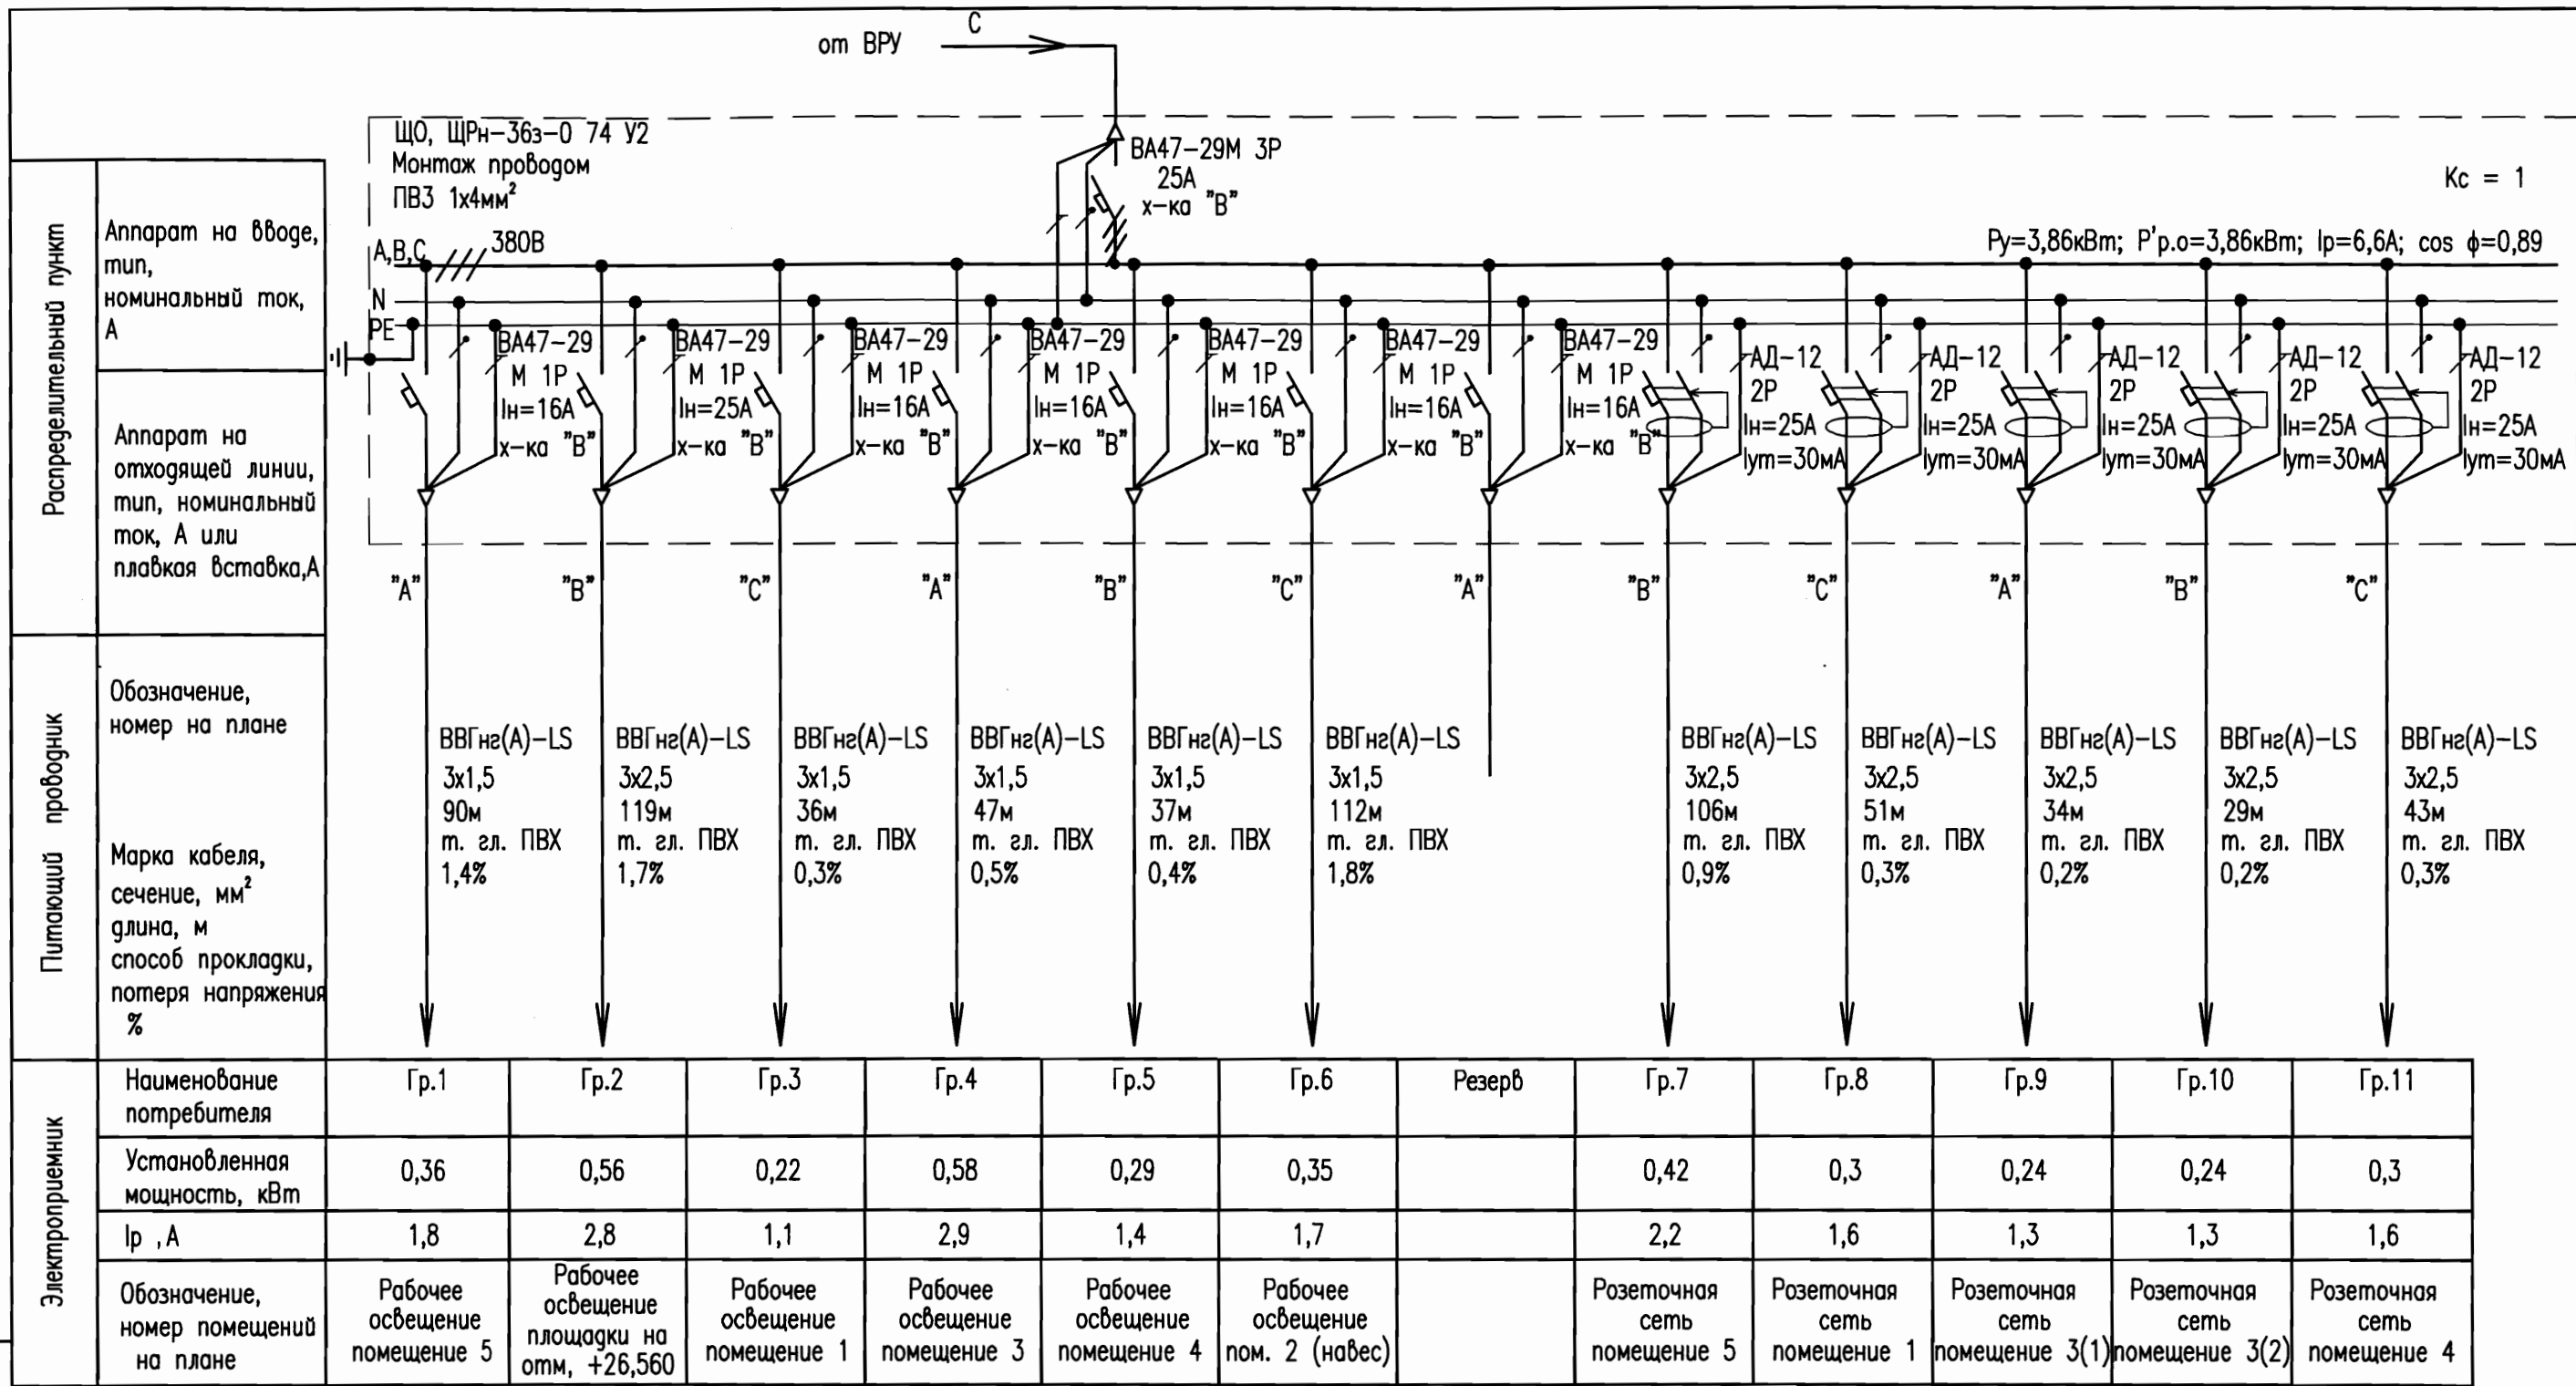 от ВРУ
С
ЩО, ЩРн-36з-0 74 У2
Монтаж проводом
ПВ3 1х4мм²
ВА47-29М 3Р
25А
х-ка "В"
Кс = 1
Ру=3,86кВт; Р'р.о=3,86кВт; Iр=6,6А; cos ф=0,89
А,В,С
380В
N
РЕ
Распределительный пункт
Аппарат на вводе,
тип,
номинальный ток,
А
Аппарат на
отходящей линии,
тип, номинальный
ток, А или
плавкая вставка,А
ВА47-29
М 1Р
Iн=16А
х-ка "В"
ВА47-29
М 1Р
Iн=25А
х-ка "В"
ВА47-29
М 1Р
Iн=16А
х-ка "В"
ВА47-29
М 1Р
Iн=16А
х-ка "В"
ВА47-29
М 1Р
Iн=16А
х-ка "В"
ВА47-29
М 1Р
Iн=16А
х-ка "В"
ВА47-29
М 1Р
Iн=16А
х-ка "В"
АД-12
2Р
Iн=25А
Iут=30мА
АД-12
2Р
Iн=25А
Iут=30мА
АД-12
2Р
Iн=25А
Iут=30мА
АД-12
2Р
Iн=25А
Iут=30мА
АД-12
2Р
Iн=25А
Iут=30мА
"А" "В" "С" "А" "В" "С" "А" "В" "С" "А" "В" "С"
Питающий проводник
Обозначение,
номер на плане
Марка кабеля,
сечение, мм²
длина, м
способ прокладки,
потеря напряжения
%
ВВГнг(А)-LS
3х1,5
90м
т. гл. ПВХ
1,4%
ВВГнг(А)-LS
3х2,5
119м
т. гл. ПВХ
1,7%
ВВГнг(А)-LS
3х1,5
36м
т. гл. ПВХ
0,3%
ВВГнг(А)-LS
3х1,5
47м
т. гл. ПВХ
0,5%
ВВГнг(А)-LS
3х1,5
37м
т. гл. ПВХ
0,4%
ВВГнг(А)-LS
3х1,5
112м
т. гл. ПВХ
1,8%
ВВГнг(А)-LS
3х2,5
106м
т. гл. ПВХ
0,9%
ВВГнг(А)-LS
3х2,5
51м
т. гл. ПВХ
0,3%
ВВГнг(А)-LS
3х2,5
34м
т. гл. ПВХ
0,2%
ВВГнг(А)-LS
3х2,5
29м
т. гл. ПВХ
0,2%
ВВГнг(А)-LS
3х2,5
43м
т. гл. ПВХ
0,3%
Электроприемник
Наименование
потребителя
Гр.1 Гр.2 Гр.3 Гр.4 Гр.5 Гр.6 Резерв Гр.7 Гр.8 Гр.9 Гр.10 Гр.11
Установленная
мощность, кВт
0,36 0,56 0,22 0,58 0,29 0,35 0,42 0,3 0,24 0,24 0,3
Iр ,А
1,8 2,8 1,1 2,9 1,4 1,7 2,2 1,6 1,3 1,3 1,6
Обозначение,
номер помещений
на плане
Рабочее
освещение
помещение 5
Рабочее
освещение
площадки на
отм, +26,560
Рабочее
освещение
помещение 1
Рабочее
освещение
помещение 3
Рабочее
освещение
помещение 4
Рабочее
освещение
пом. 2 (навес)
Розеточная
сеть
помещение 5
Розеточная
сеть
помещение 1
Розеточная
сеть
помещение 3(1)
Розеточная
сеть
помещение 3(2)
Розеточная
сеть
помещение 4